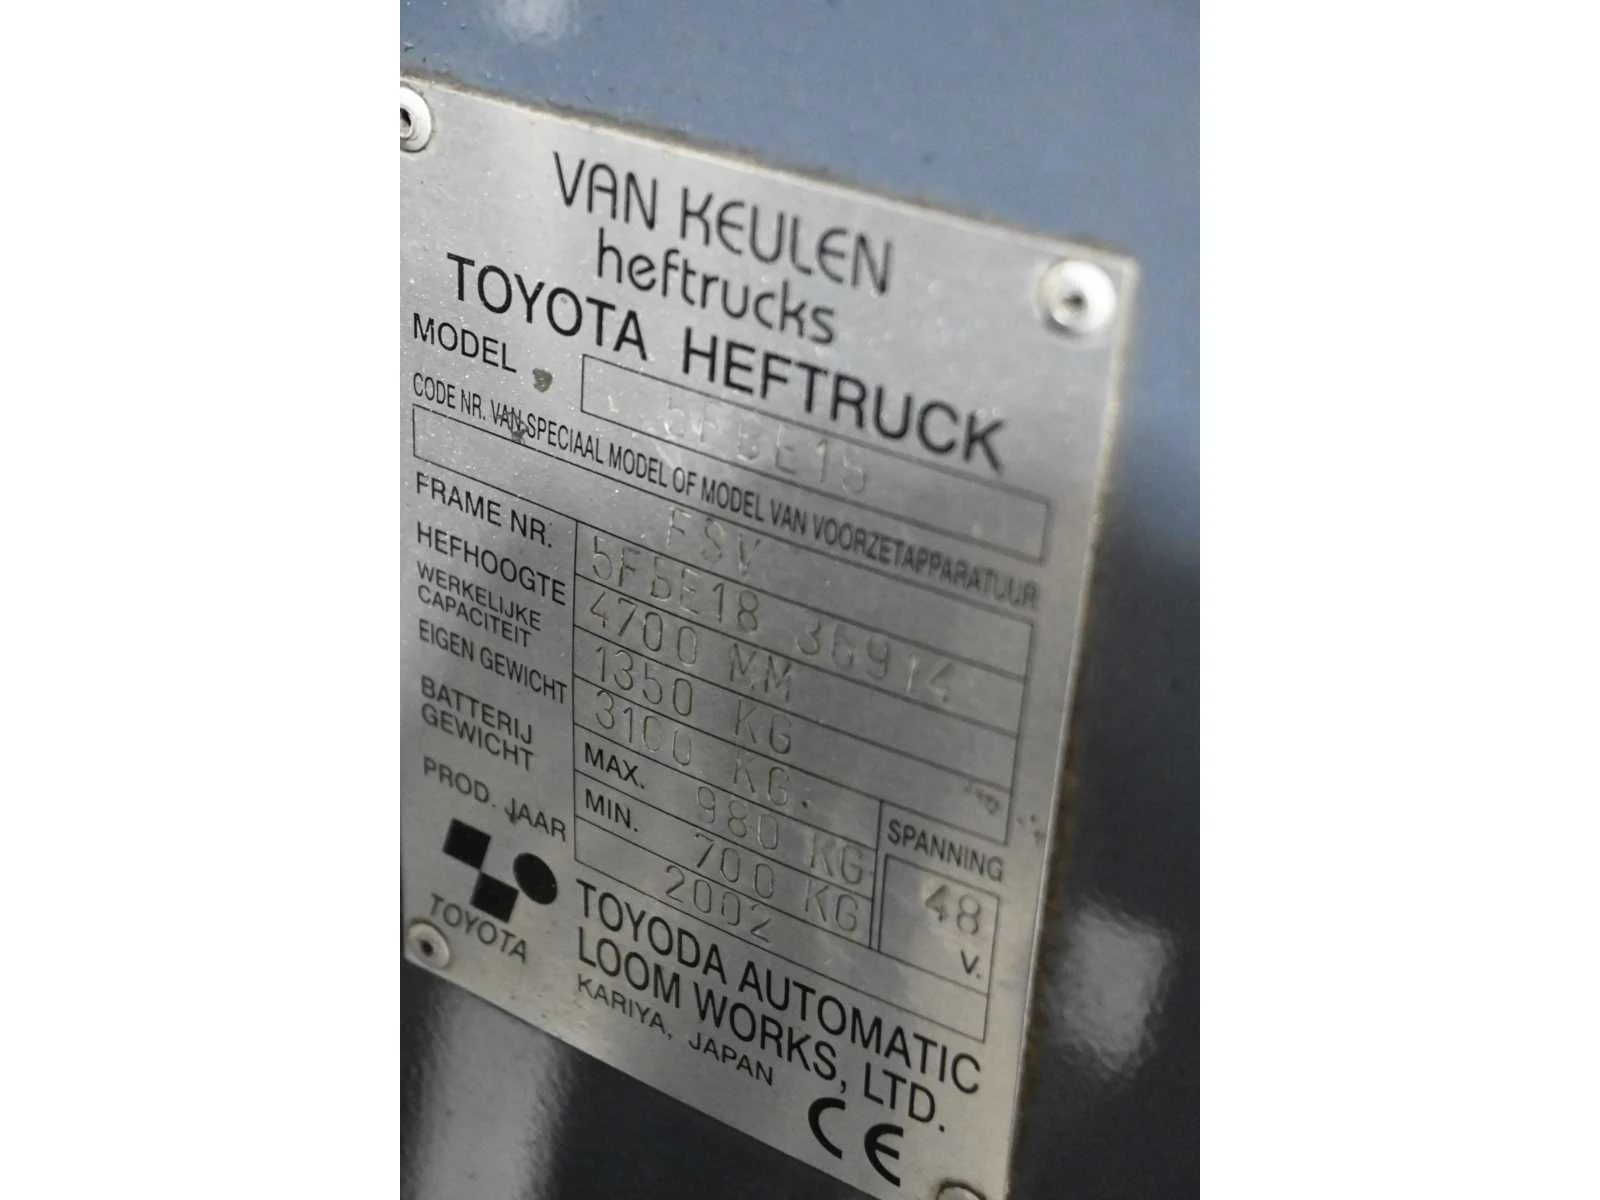 VAN KEULEN
heftrucks
TOYOTA HEFTRUCK
MODEL 5FBE15
CODE NR. VAN SPECIAAL MODEL OF MODEL VAN VOORZETAPPARATUUR
FSV
FRAME NR. 5FBE18 36914
HEFHOOGTE 4700 MM
WERKELIJKE CAPACITEIT 1350 KG
EIGEN GEWICHT 3100 KG.
BATTERIJ GEWICHT MAX. 980 KG
MIN. 700 KG
SPANNING 48 V.
PROD. JAAR 2002
TOYOTA
TOYODA AUTOMATIC
LOOM WORKS, LTD.
KARIYA, JAPAN
CE